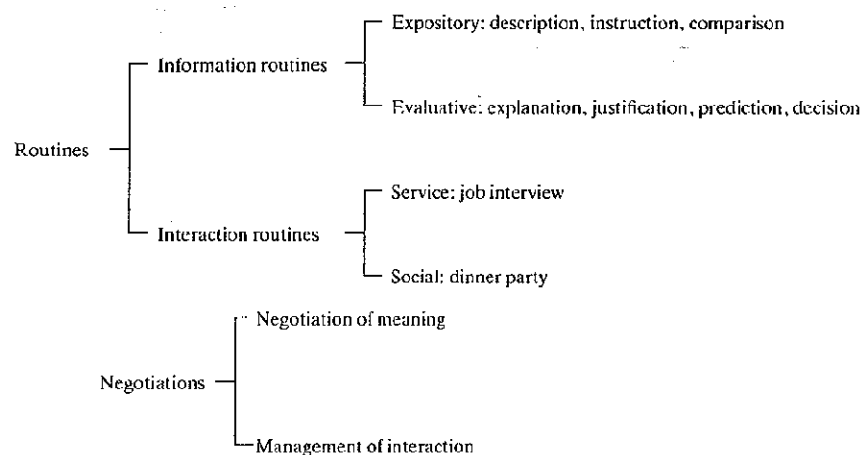 Expository: description, instruction, comparison
Information routines
Evaluative: explanation, justification, prediction, decision
Routines
Service: job interview
Interaction routines
Social: dinner party
Negotiation of meaning
Negotiations
Management of interaction